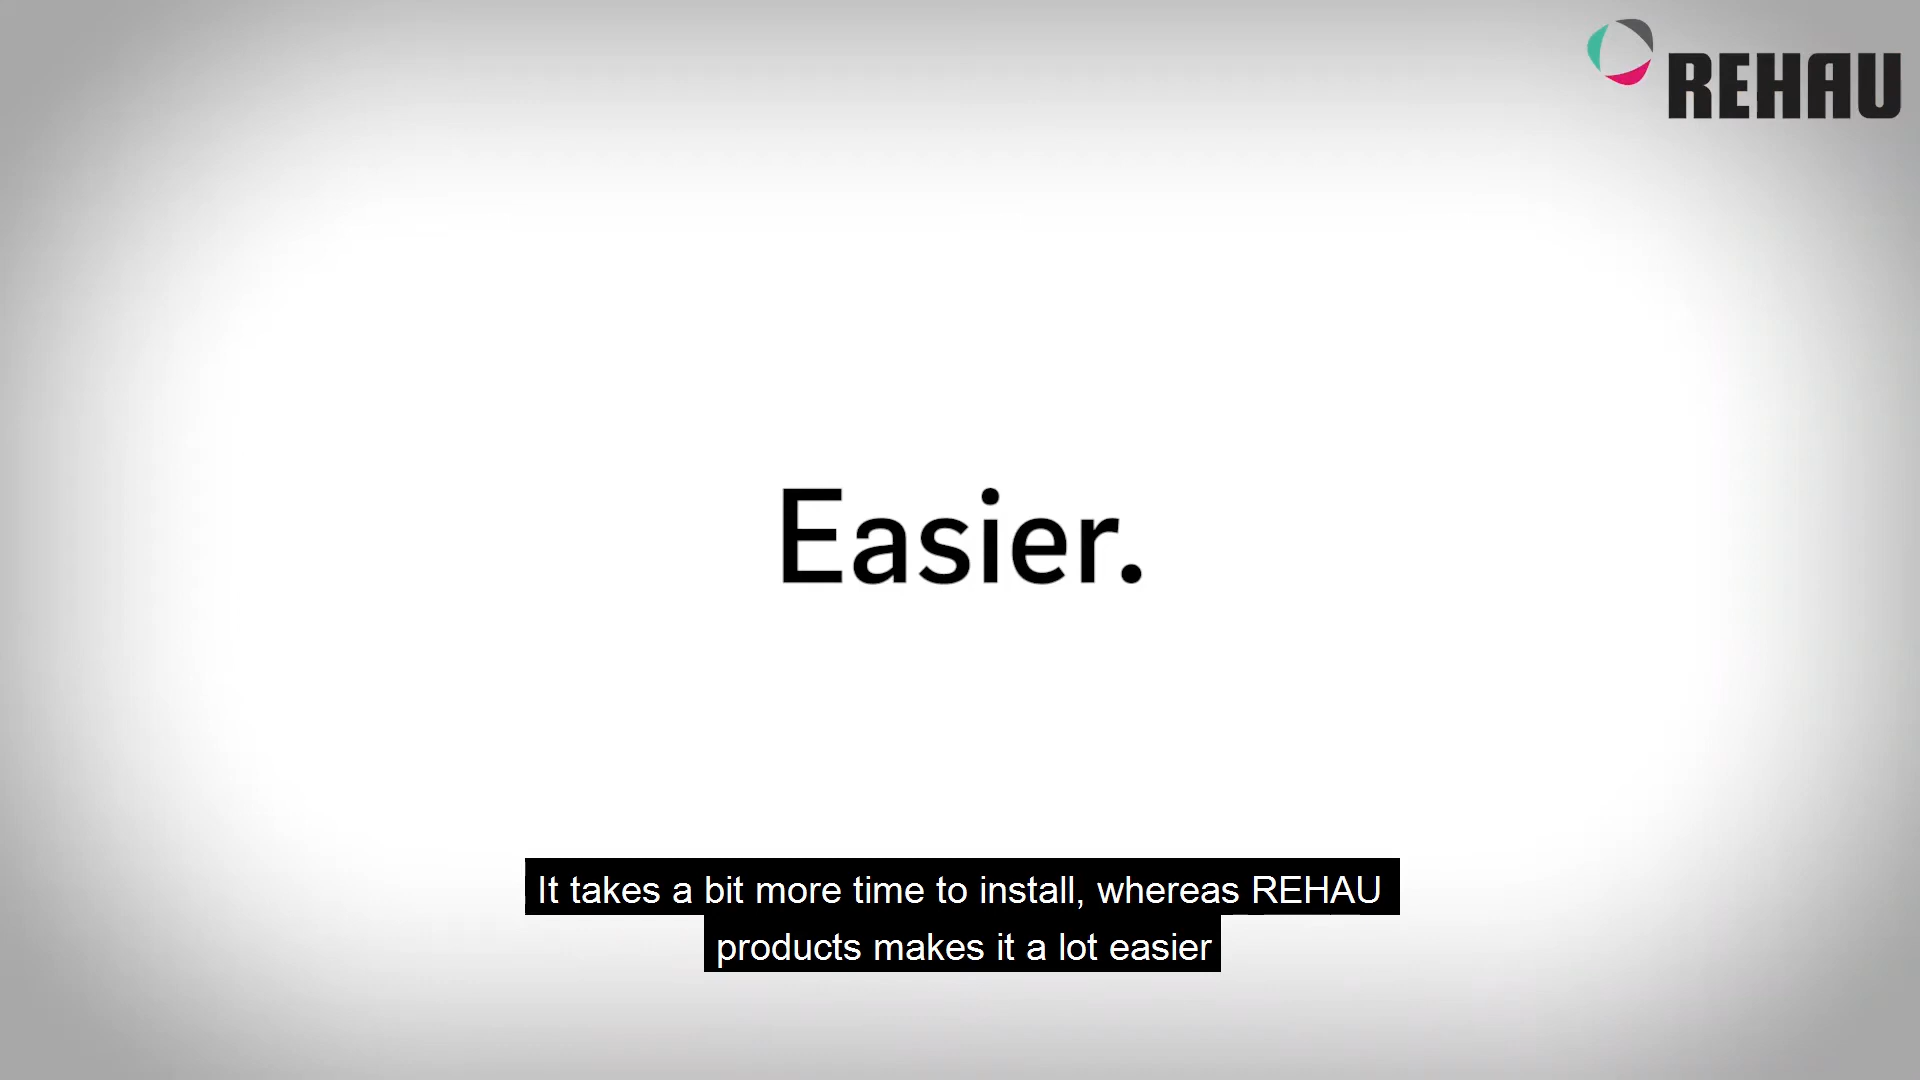 REHAU
Easier.
It takes a bit more time to install, whereas REHAU
products makes it a lot easier